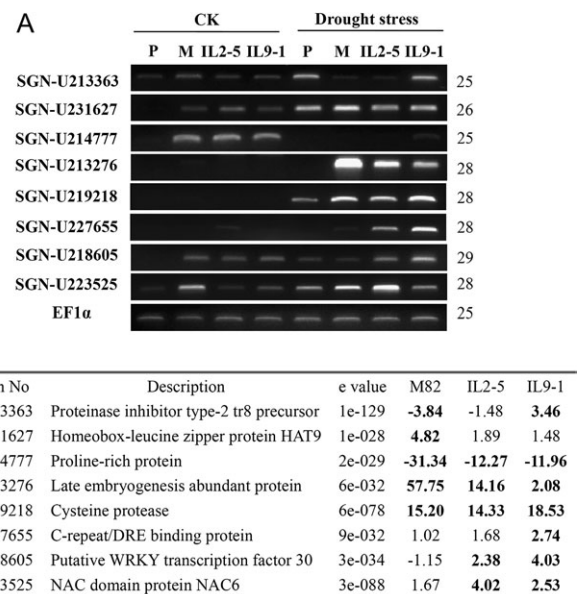 A
CK Drought stress
P M IL2-5 IL9-1 P M IL2-5 IL9-1
SGN-U213363 25
SGN-U231627 26
SGN-U214777 25
SGN-U213276 28
SGN-U219218 28
SGN-U227655 28
SGN-U218605 29
SGN-U223525 28
EF1α 25
n No Description e value M82 IL2-5 IL9-1
3363 Proteinase inhibitor type-2 tr8 precursor 1e-129 -3.84 -1.48 3.46
1627 Homeobox-leucine zipper protein HAT9 1e-028 4.82 1.89 1.48
4777 Proline-rich protein 2e-029 -31.34 -12.27 -11.96
3276 Late embryogenesis abundant protein 6e-032 57.75 14.16 2.08
9218 Cysteine protease 6e-078 15.20 14.33 18.53
7655 C-repeat/DRE binding protein 9e-032 1.02 1.68 2.74
8605 Putative WRKY transcription factor 30 3e-034 -1.15 2.38 4.03
3525 NAC domain protein NAC6 3e-088 1.67 4.02 2.53